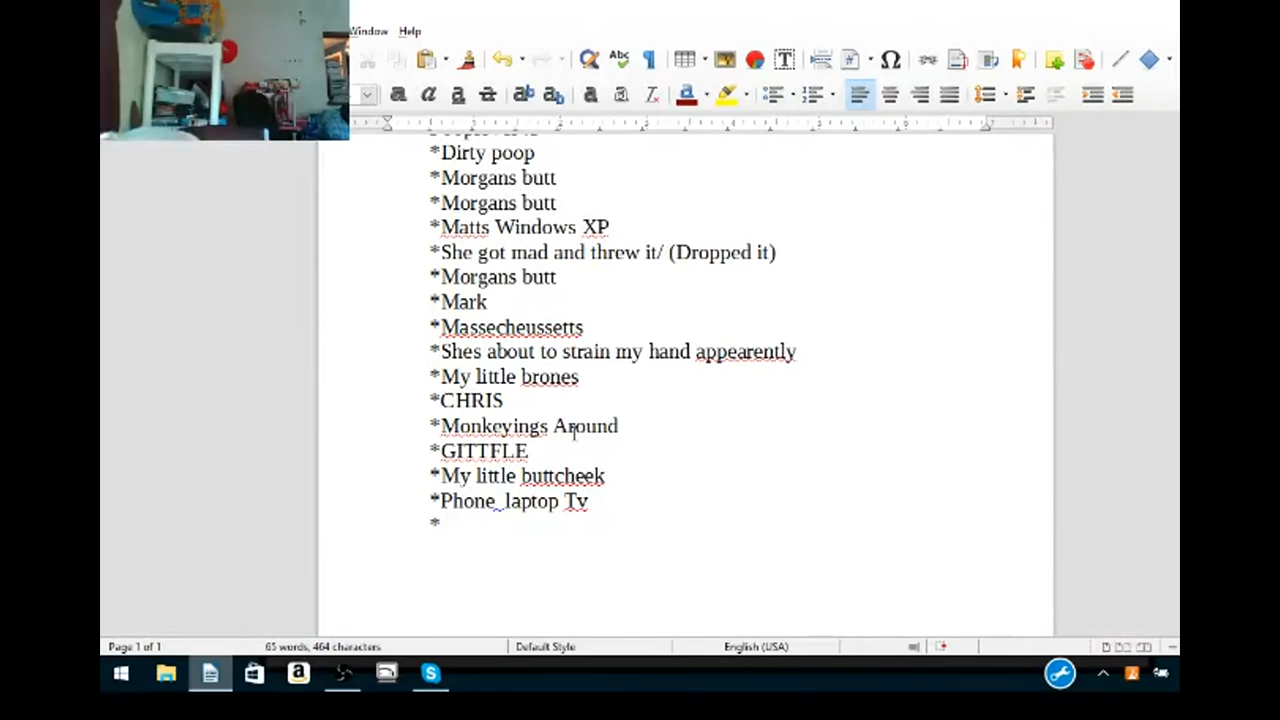 Window Help
*Dirty poop
*Morgans butt
*Morgans butt
*Matts Windows XP
*She got mad and threw it/ (Dropped it)
*Morgans butt
*Mark
*Massecheussetts
*Shes about to strain my hand appearently
*My little brones
*CHRIS
*Monkeyings Around
*GITTFLE
*My little buttcheek
*Phone laptop Tv
*
Page 1 of 1 65 words, 464 characters Default Style English (USA)